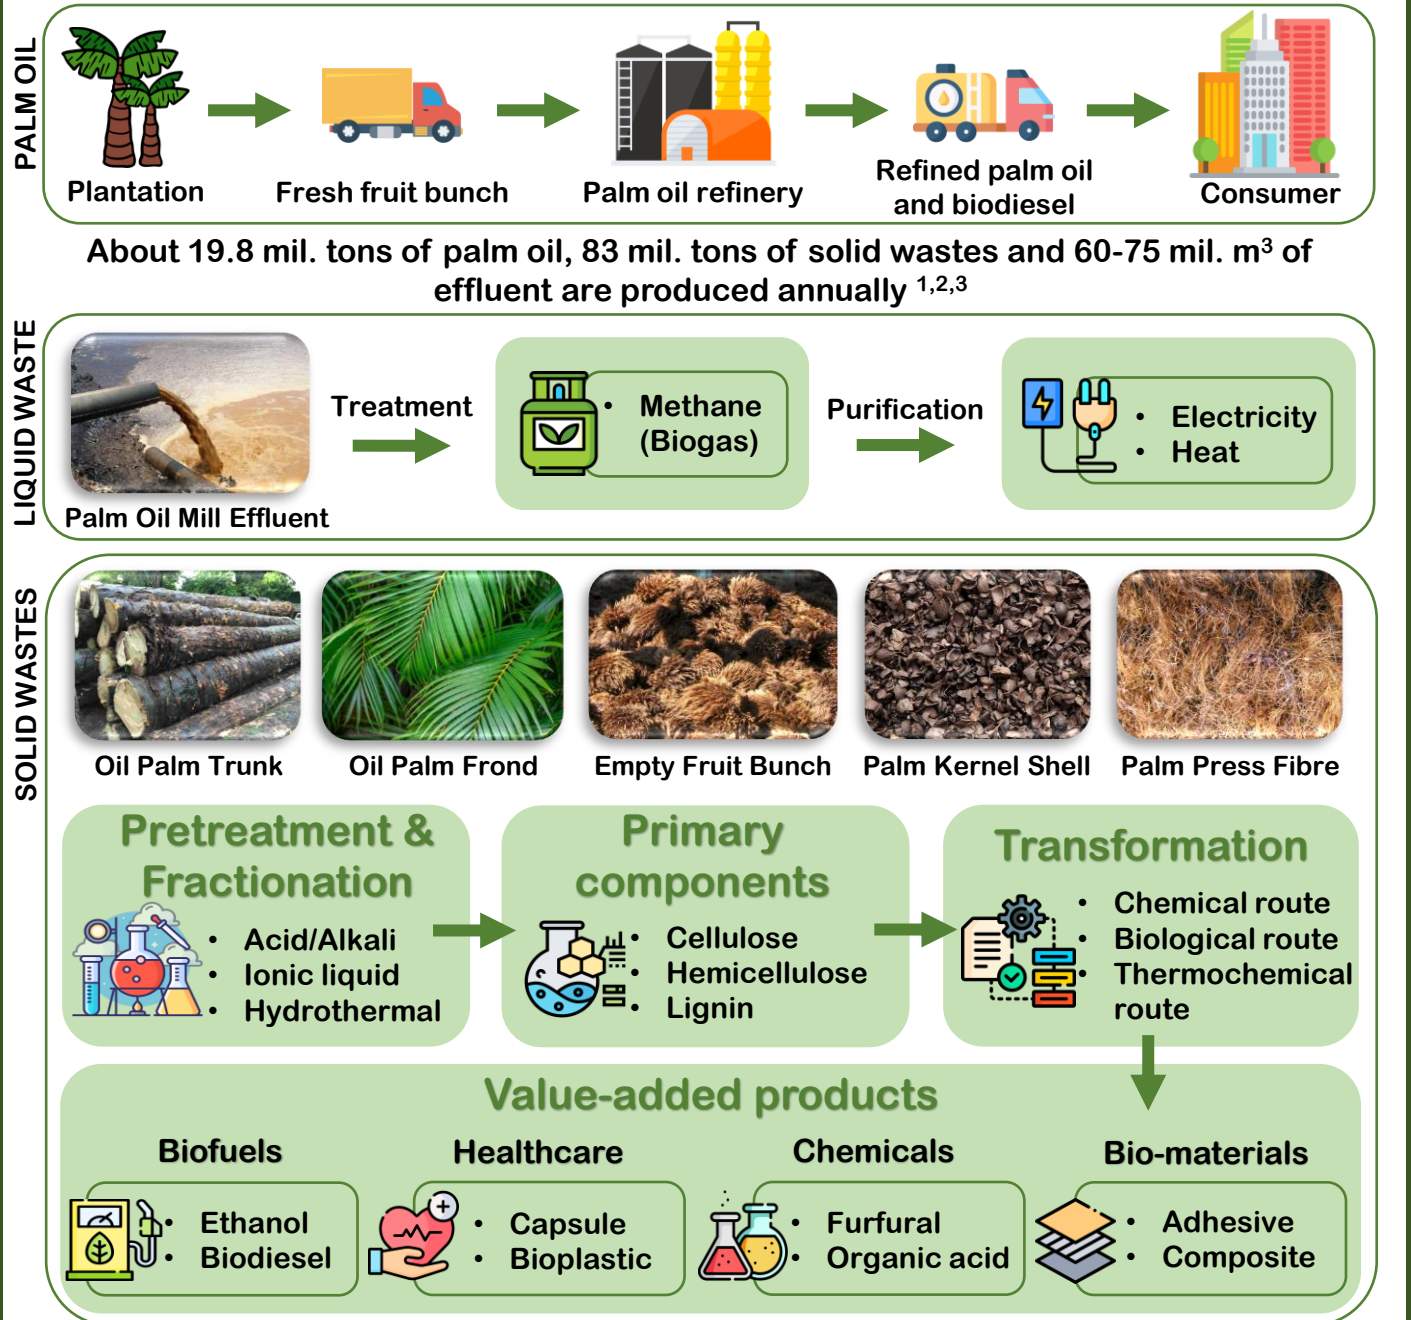 PALM OIL
Plantation
Fresh fruit bunch
Palm oil refinery
Refined palm oil
and biodiesel
Consumer
About 19.8 mil. tons of palm oil, 83 mil. tons of solid wastes and 60-75 mil. m³ of
effluent are produced annually ¹,²,³
LIQUID WASTE
Palm Oil Mill Effluent
Treatment
• Methane
(Biogas)
Purification
• Electricity
• Heat
SOLID WASTES
Oil Palm Trunk
Oil Palm Frond
Empty Fruit Bunch
Palm Kernel Shell
Palm Press Fibre
Pretreatment &
Fractionation
• Acid/Alkali
• Ionic liquid
• Hydrothermal
Primary
components
• Cellulose
• Hemicellulose
• Lignin
Transformation
• Chemical route
• Biological route
• Thermochemical
route
Value-added products
Biofuels
• Ethanol
• Biodiesel
Healthcare
• Capsule
• Bioplastic
Chemicals
• Furfural
• Organic acid
Bio-materials
• Adhesive
• Composite